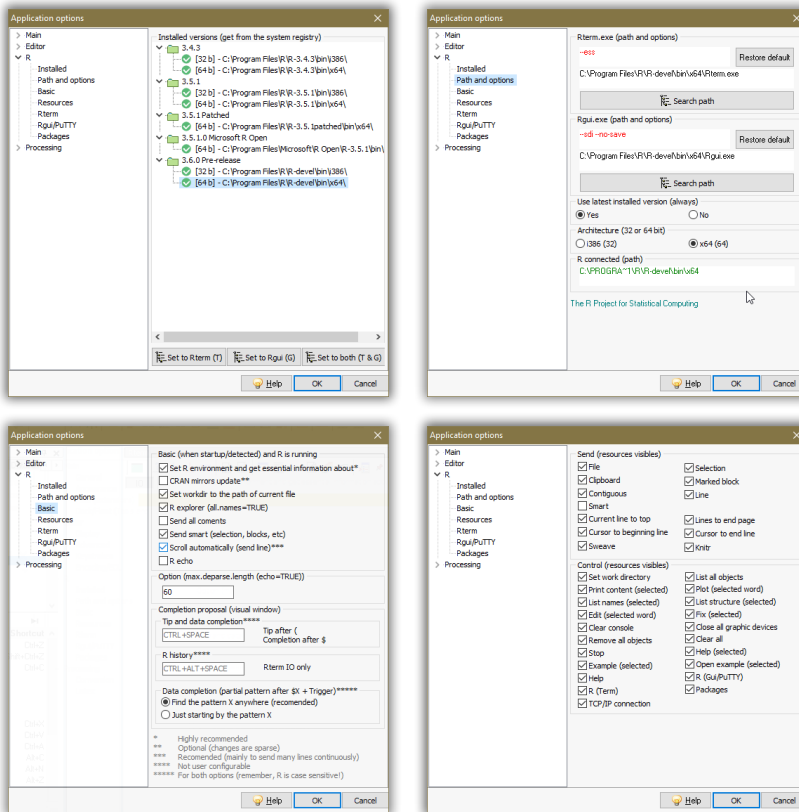 Application options
Main
Editor
R
Installed
Path and options
Basic
Resources
Rterm
Rgui/PuTTY
Packages
Processing
Installed versions (get from the system registry)
3.4.3
[32 b] - C:\Program Files\R\R-3.4.3\bin\i386\
[64 b] - C:\Program Files\R\R-3.4.3\bin\x64\
3.5.1
[32 b] - C:\Program Files\R\R-3.5.1\bin\i386\
[64 b] - C:\Program Files\R\R-3.5.1\bin\x64\
3.5.1 Patched
[64 b] - C:\Program Files\R\R-3.5.1patched\bin\x64\
3.5.1.0 Microsoft R Open
[64 b] - C:\Program Files\Microsoft\R Open\R-3.5.1\bin\
3.6.0 Pre-release
[32 b] - C:\Program Files\R\R-devel\bin\i386\
[64 b] - C:\Program Files\R\R-devel\bin\x64\
Set to Rterm (T) Set to Rgui (G) Set to both (T & G)
Help OK Cancel
Application options
Main
Editor
R
Installed
Path and options
Basic
Resources
Rterm
Rgui/PuTTY
Packages
Processing
Rterm.exe (path and options)
--ess
Restore default
C:\Program Files\R\R-devel\bin\x64\Rterm.exe
Search path
Rgui.exe (path and options)
--sdi --no-save
Restore default
C:\Program Files\R\R-devel\bin\x64\Rgui.exe
Search path
Use latest installed version (always)
Yes No
Architecture (32 or 64 bit)
i386 (32) x64 (64)
R connected (path)
C:\PROGRA~1\R\R-devel\bin\x64
The R Project for Statistical Computing
Help OK Cancel
Application options
Main
Editor
R
Installed
Path and options
Basic
Resources
Rterm
Rgui/PuTTY
Packages
Processing
Basic (when startup/detected) and R is running
Set R environment and get essential information about*
CRAN mirrors update**
Set workdir to the path of current file
R explorer (all.names=TRUE)
Send all coments
Send smart (selection, blocks, etc)
Scroll automatically (send line)***
R echo
Option (max.deparse.length (echo=TRUE))
60
Completion proposal (visual window)
Tip and data completion****
CTRL+SPACE
Tip after (
Completion after $
R history****
CTRL+ALT+SPACE Rterm IO only
Data completion (partial pattern after $X + Trigger)*****
Find the pattern X anywhere (recomended)
Just starting by the pattern X
* Highly recommended
** Optional (changes are sparse)
*** Recomended (mainly to send many lines continuously)
**** Not user configurable
***** For both options (remember, R is case sensitive!)
Help OK Cancel
Application options
Main
Editor
R
Installed
Path and options
Basic
Resources
Rterm
Rgui/PuTTY
Packages
Processing
Send (resources visibles)
File Selection
Clipboard Marked block
Contiguous Line
Smart
Current line to top Lines to end page
Cursor to beginning line Cursor to end line
Sweave Knitr
Control (resources visibles)
Set work directory List all objects
Print content (selected) Plot (selected word)
List names (selected) List structure (selected)
Edit (selected word) Fix (selected)
Clear console Close all graphic devices
Remove all objects Clear all
Stop Help (selected)
Example (selected) Open example (selected)
Help R (Gui/PuTTY)
R (Term) Packages
TCP/IP connection
Help OK Cancel